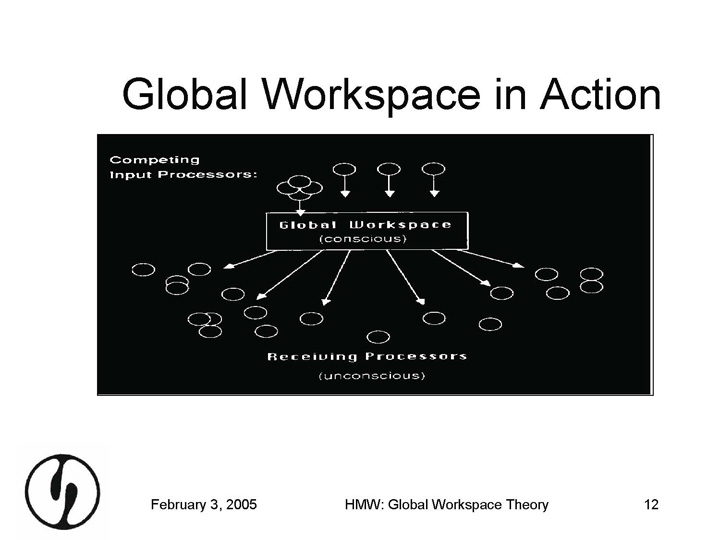 Global Workspace in Action
Competing
Input Processors:
Global Workspace
(conscious)
Receiving Processors
(unconscious)
February 3, 2005
HMW: Global Workspace Theory
12